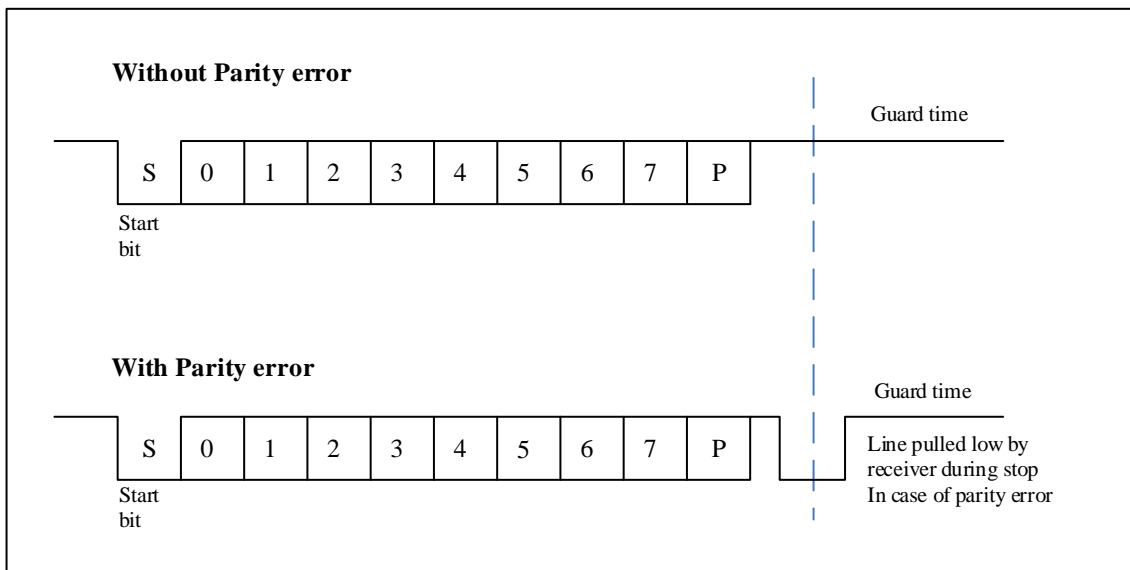 Without Parity error
Guard time
S 0 1 2 3 4 5 6 7 P
Start
bit
With Parity error
Guard time
S 0 1 2 3 4 5 6 7 P
Line pulled low by
receiver during stop
In case of parity error
Start
bit